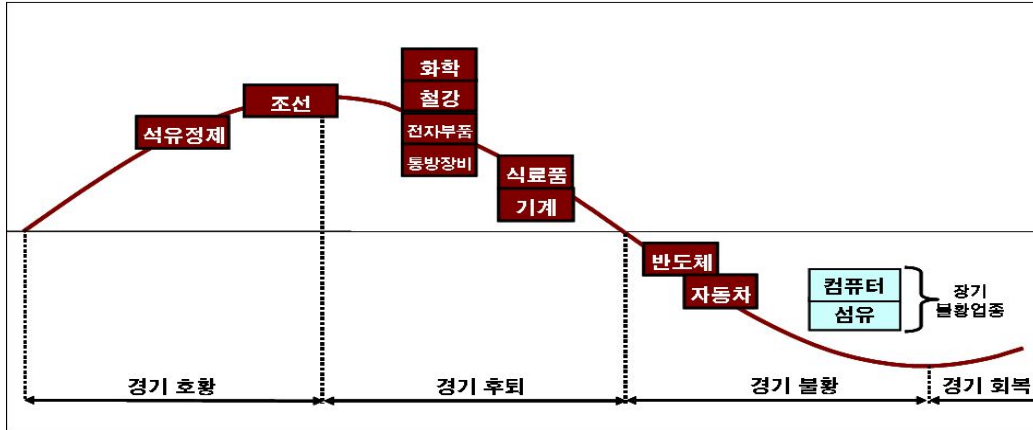 화학
철강
전자부품
통방장비
조선
석유정제
식료품
기계
반도체
자동차
컴퓨터
섬유
장기
불황업종
경기 호황
경기 후퇴
경기 불황
경기 회복